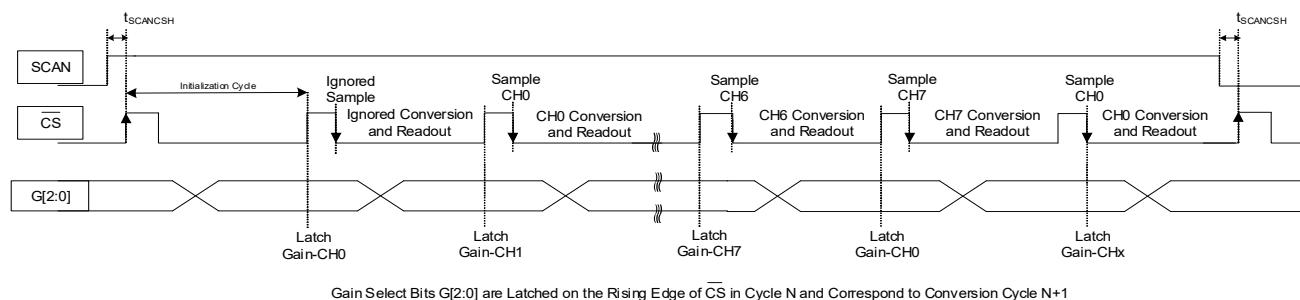 tSCANCSH
tSCANCSH
SCAN
Initialization Cycle
Ignored
Sample
Sample
CH0
Sample
CH6
Sample
CH7
Sample
CH0
CS
Ignored Conversion
and Readout
CH0 Conversion
and Readout
CH6 Conversion
and Readout
CH7 Conversion
and Readout
CH0 Conversion
and Readout
G[2:0]
Latch
Gain-CH0
Latch
Gain-CH1
Latch
Gain-CH7
Latch
Gain-CH0
Latch
Gain-CHx
Gain Select Bits G[2:0] are Latched on the Rising Edge of CS in Cycle N and Correspond to Conversion Cycle N+1